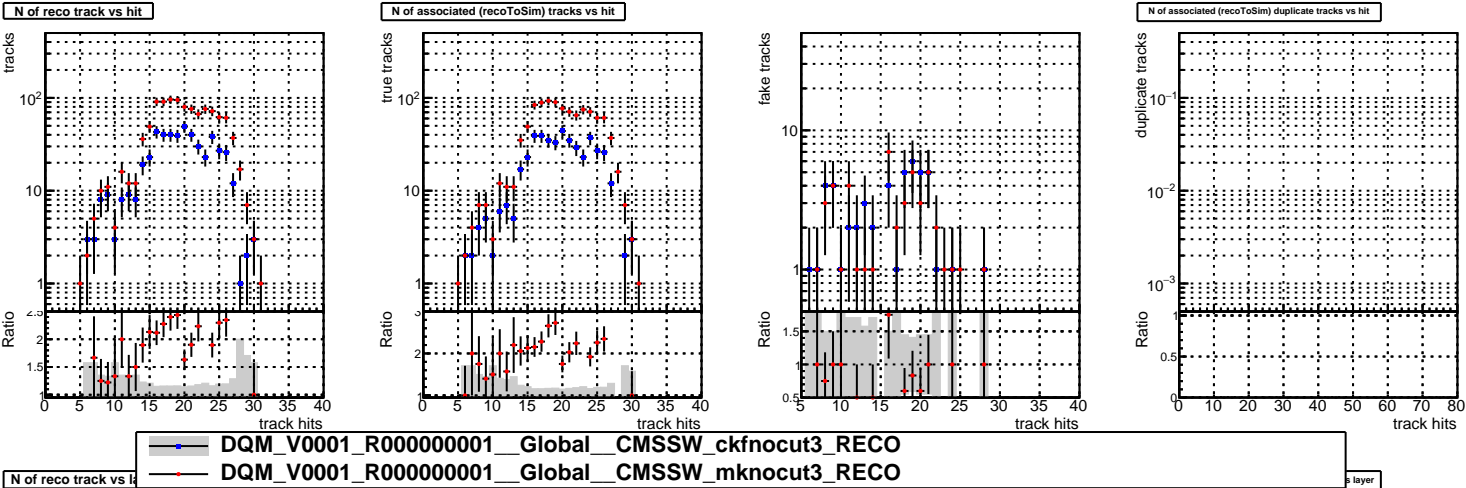 N of reco track vs hit
N of associated (recoToSim) tracks vs hit
N of associated (recoToSim) duplicate tracks vs hit
tracks
10²
10
1
true tracks
10²
10
1
fake tracks
10
1
duplicate tracks
10⁻¹
10⁻²
10⁻³
Ratio
2.5
2
1.5
1
0 5 10 15 20 25 30 35 40
track hits
Ratio
3
2
1
0 5 10 15 20 25 30 35 40
track hits
Ratio
1.5
1
0.5
5 10 15 20 25 30 35 40
track hits
Ratio
1
0.5
0
0 10 20 30 40 50 60 70 80
track hits
DQM_V0001_R000000001__Global__CMSSW_ckfnocut3_RECO
DQM_V0001_R000000001__Global__CMSSW_mknocut3_RECO
N of reco track vs la
s layer